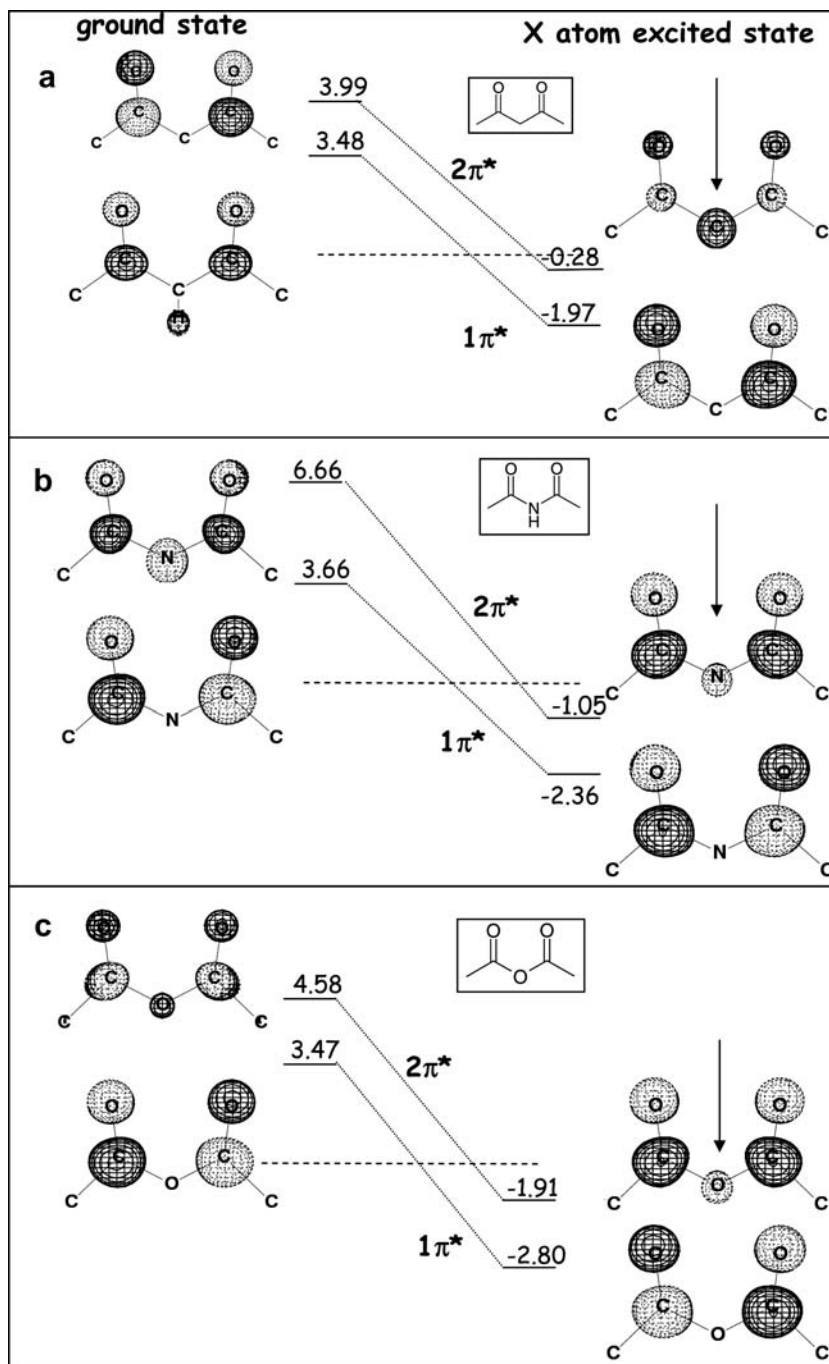 ground state
X atom excited state
a
O O
C C
C C C
3.99
3.48
O O
2π*
O O
C C
C C C
O O
C C
C C C
H
-0.28
-1.97
1π*
O O
C C
C C C
b
O O
C N C
C C
6.66
3.66
O O
N
H
2π*
O O
C C
C N C
O O
C C
C N C
-1.05
1π*
-2.36
O O
C C
C N C
c
O O
C C
C O C
4.58
3.47
O O
O
2π*
O O
C C
C O C
O O
C C
C O C
-1.91
1π*
-2.80
O O
C C
C O C